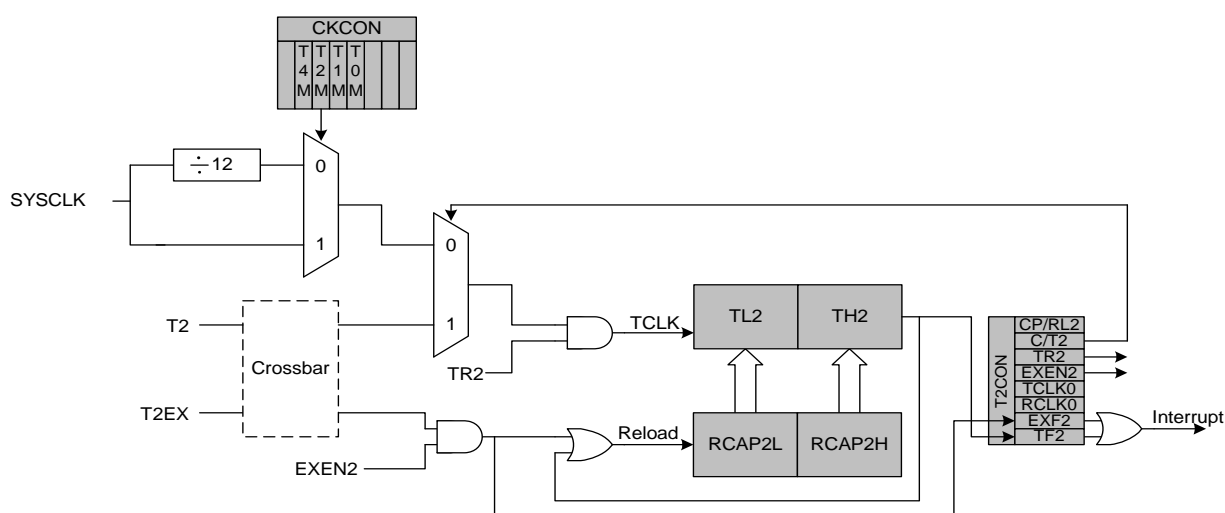 CKCON
T4M T2M T1M T0M
÷12
0
SYSCLK
1
0
T2
1
TCLK
TL2
TH2
Crossbar
TR2
T2EX
EXEN2
Reload
RCAP2L
RCAP2H
T2CON
CP/RL2
C/T2
TR2
EXEN2
TCLK0
RCLK0
EXF2
TF2
Interrupt